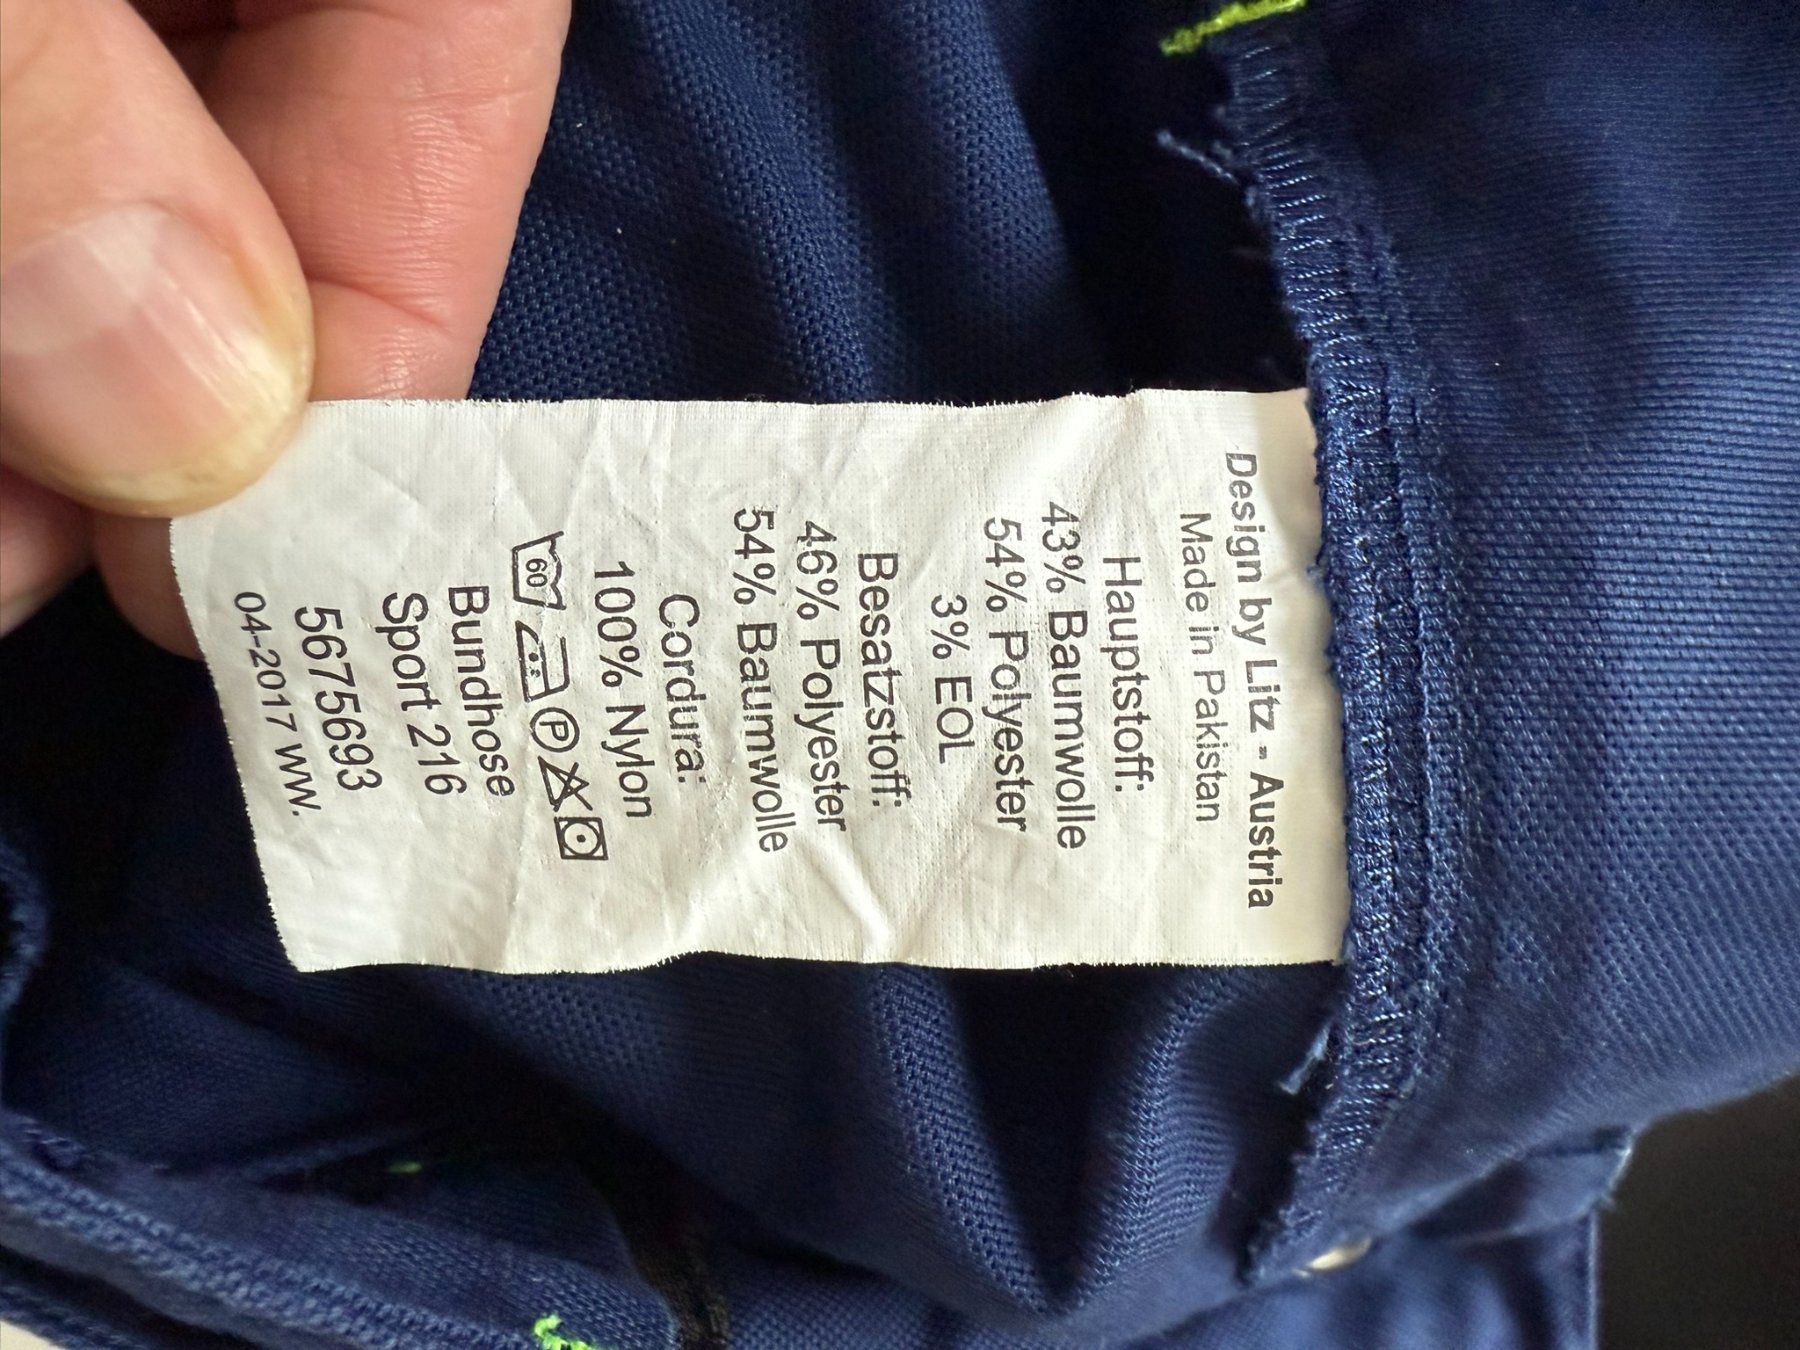 Design by Litz - Austria
Made in Pakistan
Hauptstoff:
43% Baumwolle
54% Polyester
3% EOL
Besatzstoff:
46% Polyester
54% Baumwolle
Cordura:
100% Nylon
60 P
Bundhose
Sport 216
5675693
04-2017 WW.